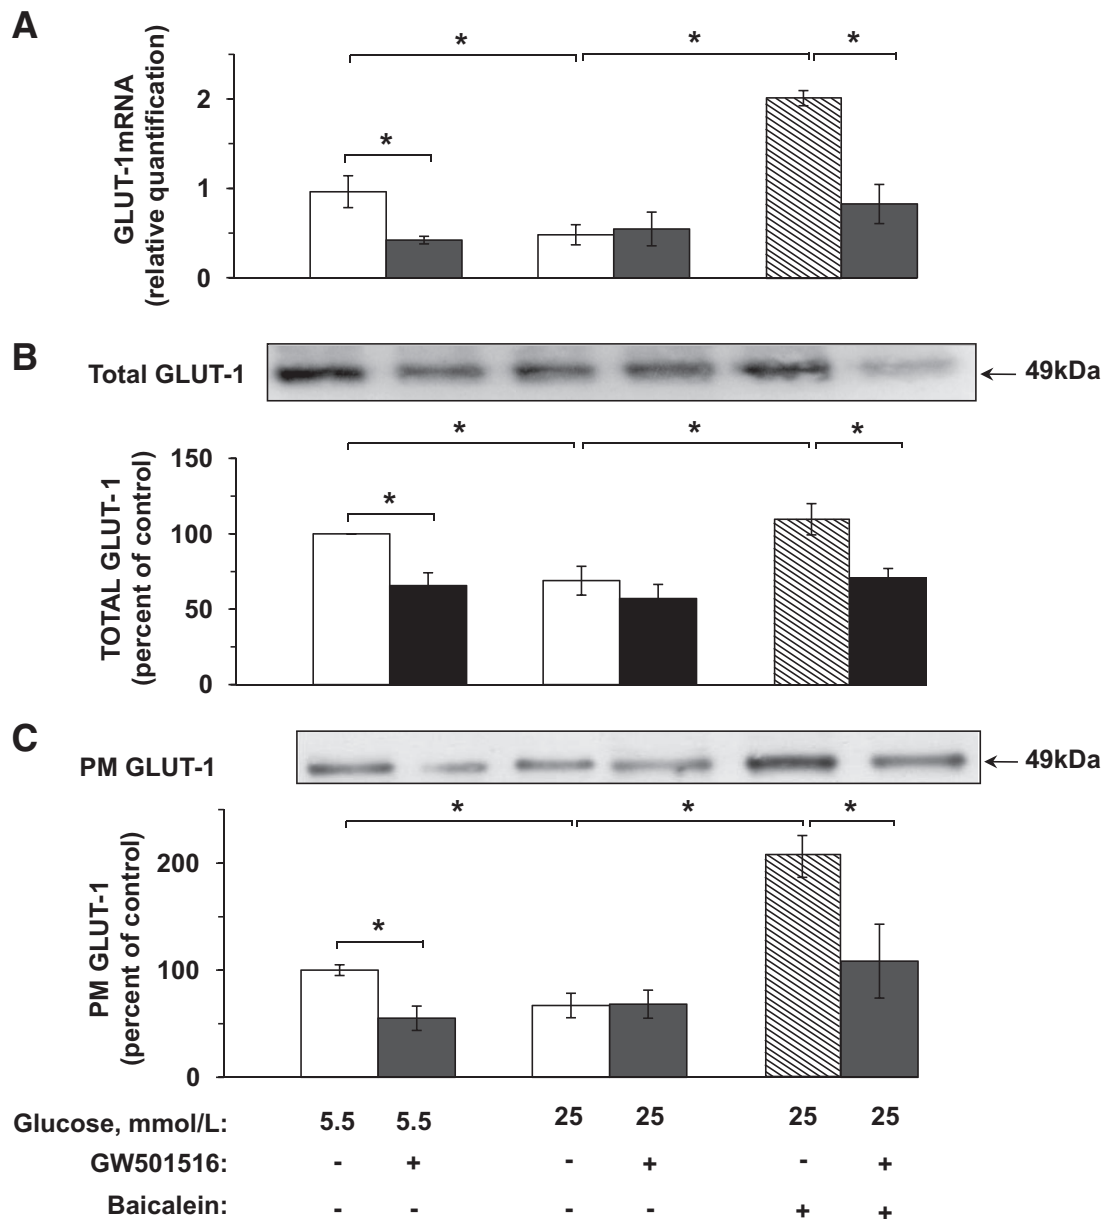 A
GLUT-1mRNA
(relative quantification)
2
1
0
*
*
*
*
B
Total GLUT-1
49kDa
TOTAL GLUT-1
(percent of control)
150
100
50
0
*
*
*
*
C
PM GLUT-1
49kDa
PM GLUT-1
(percent of control)
200
100
0
*
*
*
*
Glucose, mmol/L: 5.5 5.5 25 25 25 25
GW501516: - + - + - +
Baicalein: - - - - + +